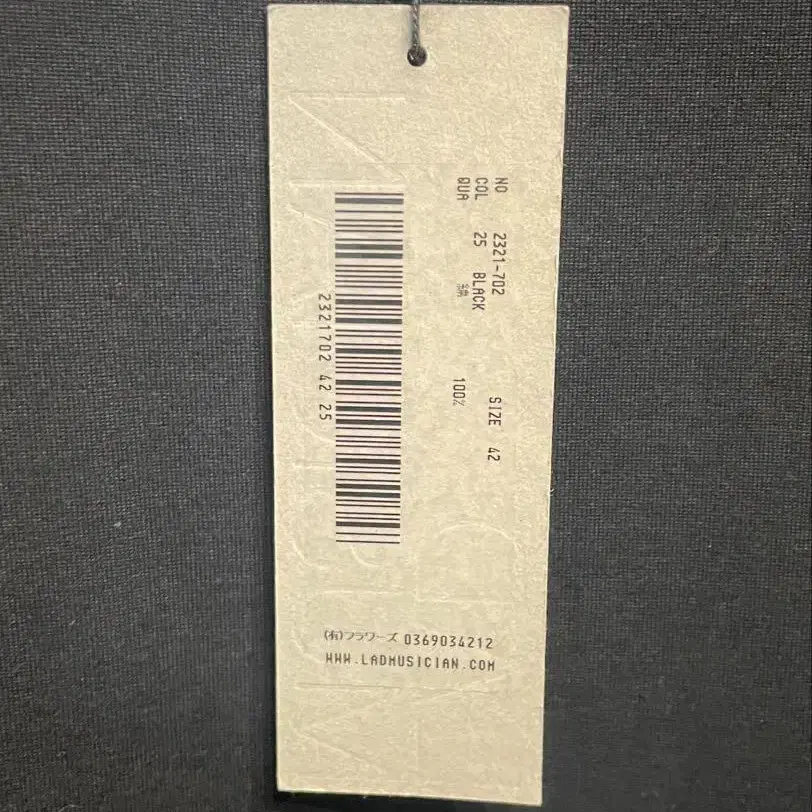 NO 2321-702 SIZE 42
COL 25 BLACK
QUA 綿 100%
2321702 42 25
(有)フラワーズ 0369034212
WWW.LADMUSICIAN.COM